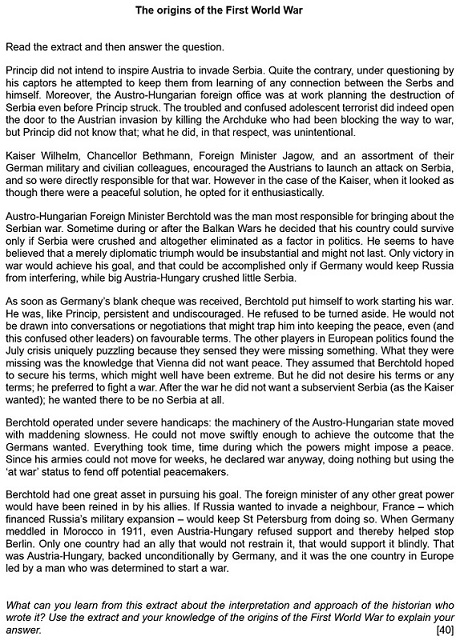 The origins of the First World War
Read the extract and then answer the question.
Princip did not intend to inspire Austria to invade Serbia. Quite the contrary, under questioning by
his captors he attempted to keep them from learning of any connection between the Serbs and
himself. Moreover, the Austro-Hungarian foreign office was at work planning the destruction of
Serbia even before Princip struck. The troubled and confused adolescent terrorist did indeed open
the door to the Austrian invasion by killing the Archduke who had been blocking the way to war,
but Princip did not know that; what he did, in that respect, was unintentional.
Kaiser Wilhelm, Chancellor Bethmann, Foreign Minister Jagow, and an assortment of their
German military and civilian colleagues, encouraged the Austrians to launch an attack on Serbia,
and so were directly responsible for that war. However in the case of the Kaiser, when it looked as
though there were a peaceful solution, he opted for it enthusiastically.
Austro-Hungarian Foreign Minister Berchtold was the man most responsible for bringing about the
Serbian war. Sometime during or after the Balkan Wars he decided that his country could survive
only if Serbia were crushed and altogether eliminated as a factor in politics. He seems to have
believed that a merely diplomatic triumph would be insubstantial and might not last. Only victory in
war would achieve his goal, and that could be accomplished only if Germany would keep Russia
from interfering, while big Austria-Hungary crushed little Serbia.
As soon as Germany's blank cheque was received, Berchtold put himself to work starting his war.
He was, like Princip, persistent and undiscouraged. He refused to be turned aside. He would not
be drawn into conversations or negotiations that might trap him into keeping the peace, even (and
this confused other leaders) on favourable terms. The other players in European politics found the
July crisis uniquely puzzling because they sensed they were missing something. What they were
missing was the knowledge that Vienna did not want peace. They assumed that Berchtold hoped
to secure his terms, which might well have been extreme. But he did not desire his terms or any
terms; he preferred to fight a war. After the war he did not want a subservient Serbia (as the Kaiser
wanted); he wanted there to be no Serbia at all.
Berchtold operated under severe handicaps: the machinery of the Austro-Hungarian state moved
with maddening slowness. He could not move swiftly enough to achieve the outcome that the
Germans wanted. Everything took time, time during which the powers might impose a peace.
Since his armies could not move for weeks, he declared war anyway, doing nothing but using the
'at war' status to fend off potential peacemakers.
Berchtold had one great asset in pursuing his goal. The foreign minister of any other great power
would have been reined in by his allies. If Russia wanted to invade a neighbour, France – which
financed Russia's military expansion – would keep St Petersburg from doing so. When Germany
meddled in Morocco in 1911, even Austria-Hungary refused support and thereby helped stop
Berlin. Only one country had an ally that would not restrain it, that would support it blindly. That
was Austria-Hungary, backed unconditionally by Germany, and it was the one country in Europe
led by a man who was determined to start a war.
What can you learn from this extract about the interpretation and approach of the historian who
wrote it? Use the extract and your knowledge of the origins of the First World War to explain your
answer. [40]